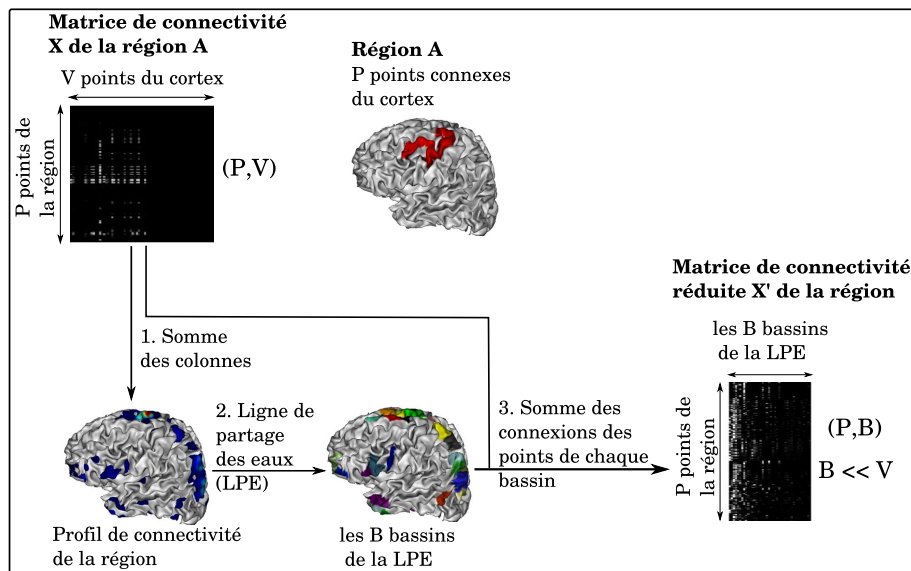 Matrice de connectivité
X de la région A
V points du cortex
P points de
la région
(P,V)
Région A
P points connexes
du cortex
1. Somme
des colonnes
Profil de connectivité
de la région
2. Ligne de
partage
des eaux
(LPE)
les B bassins
de la LPE
3. Somme des
connexions des
points de chaque
bassin
Matrice de connectivité
réduite X' de la région
les B bassins
de la LPE
P points de
la région
(P,B)
B << V